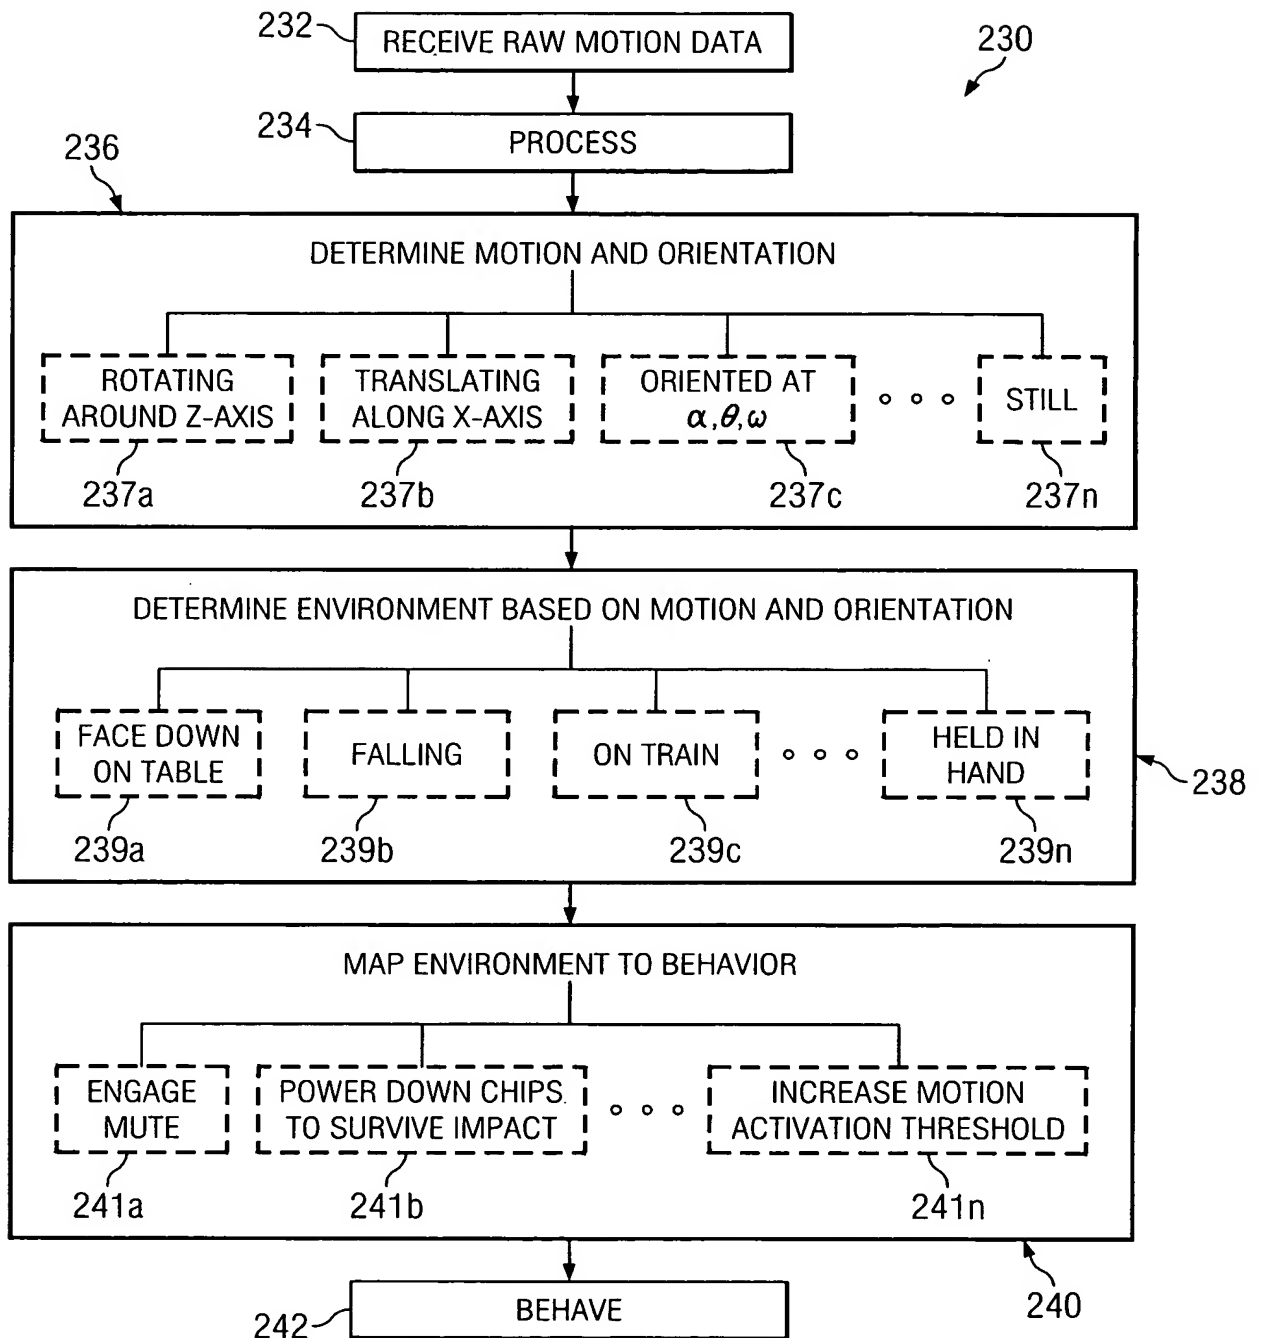 232
RECEIVE RAW MOTION DATA
230
234
PROCESS
236
DETERMINE MOTION AND ORIENTATION
ROTATING
AROUND Z-AXIS
TRANSLATING
ALONG X-AXIS
ORIENTED AT
α,θ,ω
STILL
237a
237b
237c
237n
DETERMINE ENVIRONMENT BASED ON MOTION AND ORIENTATION
FACE DOWN
ON TABLE
FALLING
ON TRAIN
HELD IN
HAND
238
239a
239b
239c
239n
MAP ENVIRONMENT TO BEHAVIOR
ENGAGE
MUTE
POWER DOWN CHIPS
TO SURVIVE IMPACT
INCREASE MOTION
ACTIVATION THRESHOLD
241a
241b
241n
240
242
BEHAVE